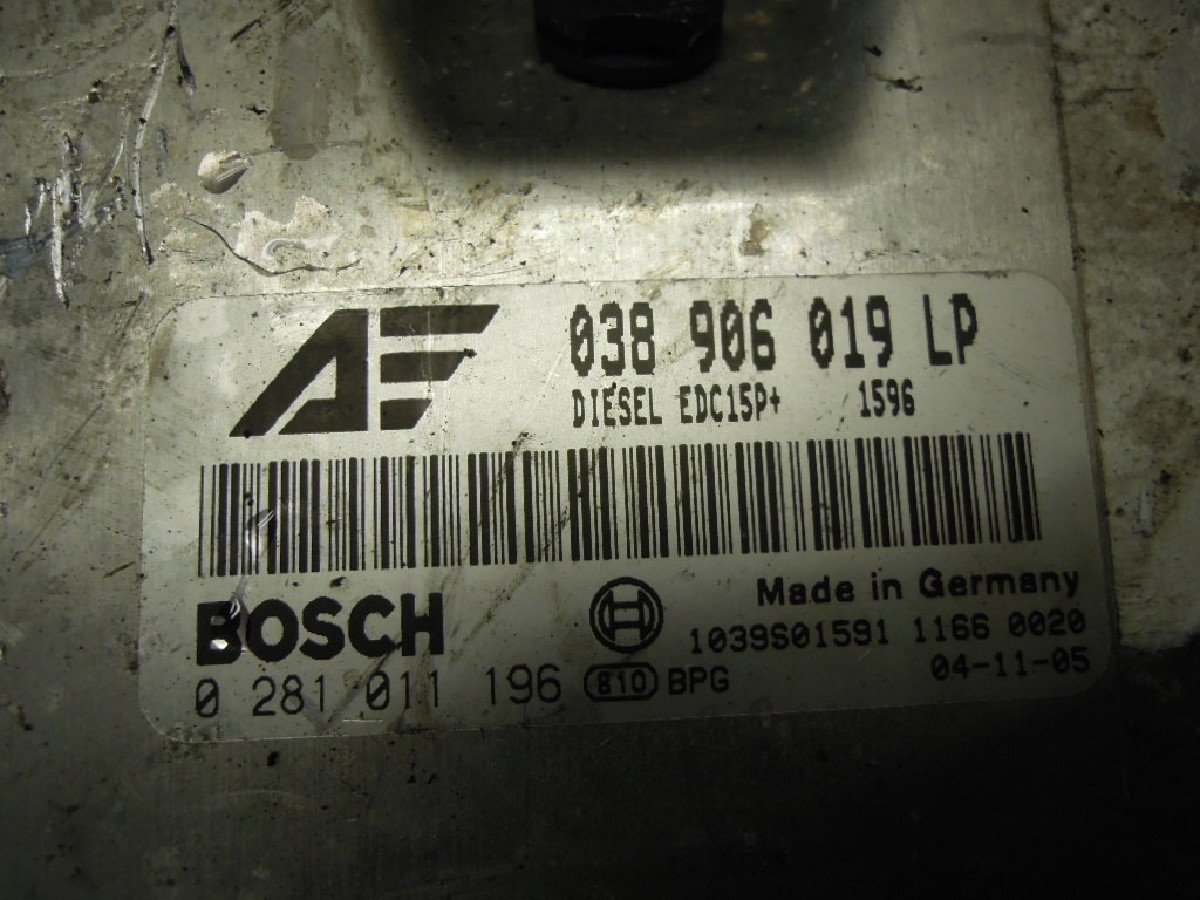 AF 038 906 019 LP
DIESEL EDC15P+ 1596
BOSCH Made in Germany
1039S01591 1166 0020
0 281 011 196 810 BPG 04-11-05